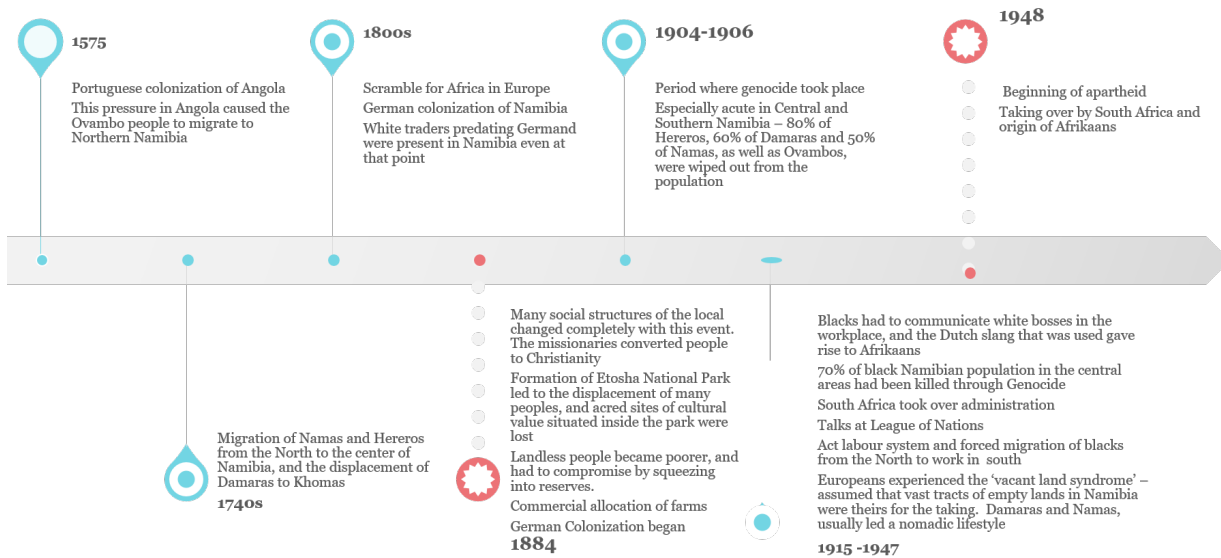 1575
Portuguese colonization of Angola
This pressure in Angola caused the
Ovambo people to migrate to
Northern Namibia
1800s
Scramble for Africa in Europe
German colonization of Namibia
White traders predating Germand
were present in Namibia even at
that point
1904-1906
Period where genocide took place
Especially acute in Central and
Southern Namibia – 80% of
Hereros, 60% of Damaras and 50%
of Namas, as well as Ovambos,
were wiped out from the
population
1948
Beginning of apartheid
Taking over by South Africa and
origin of Afrikaans
Migration of Namas and Hereros
from the North to the center of
Namibia, and the displacement of
Damaras to Khomas
1740s
Many social structures of the local
changed completely with this event.
The missionaries converted people
to Christianity
Formation of Etosha National Park
led to the displacement of many
peoples, and acred sites of cultural
value situated inside the park were
lost
Landless people became poorer, and
had to compromise by squeezing
into reserves.
Commercial allocation of farms
German Colonization began
1884
Blacks had to communicate white bosses in the
workplace, and the Dutch slang that was used gave
rise to Afrikaans
70% of black Namibian population in the central
areas had been killed through Genocide
South Africa took over administration
Talks at League of Nations
Act labour system and forced migration of blacks
from the North to work in  south
Europeans experienced the ‘vacant land syndrome’ –
assumed that vast tracts of empty lands in Namibia
were theirs for the taking.  Damaras and Namas,
usually led a nomadic lifestyle
1915 -1947